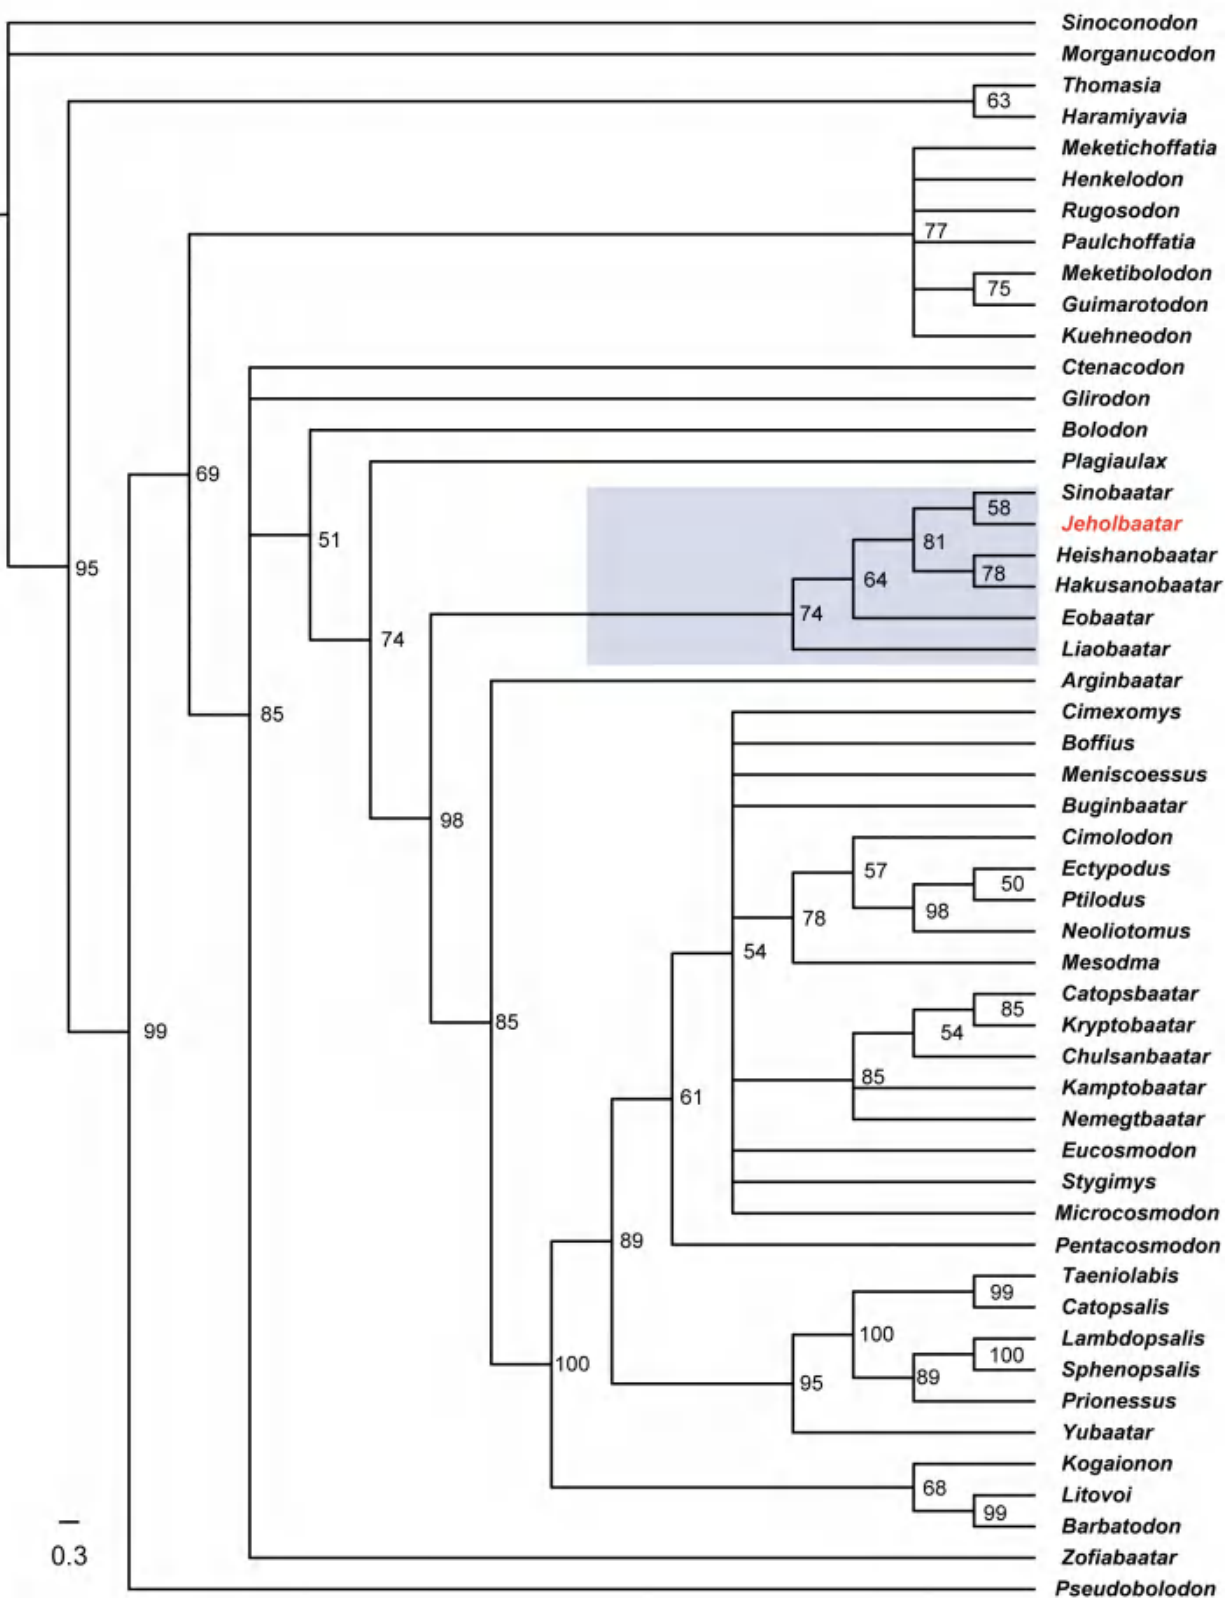 Sinoconodon
Morganucodon
Thomasia
63
Haramiyavia
Meketichoffatia
Henkelodon
Rugosodon
77
Paulchoffatia
Meketibolodon
75
Guimarotodon
Kuehneodon
Ctenacodon
Glirodon
Bolodon
Plagiaulax
69
Sinobaatar
58
Jeholbaatar
51
81
Heishanobaatar
95
64
78
Hakusanobaatar
74
Eobaatar
74
Liaobaatar
Arginbaatar
85
Cimexomys
Boffius
Meniscoessus
Buginbaatar
98
Cimolodon
57
Ectypodus
50
Ptilodus
98
78
Neoliotomus
54
Mesodma
Catopsbaatar
85
85
Kryptobaatar
99
54
Chulsanbaatar
85
Kamptobaatar
61
Nemegtbaatar
Eucosmodon
Stygimys
Microcosmodon
89
Pentacosmodon
Taeniolabis
99
Catopsalis
100
Lambdopsalis
100
100
Sphenopsalis
89
95
Prionessus
Yubaatar
Kogaionon
68
Litovoi
99
Barbatodon
0.3
Zofiabaatar
Pseudobolodon